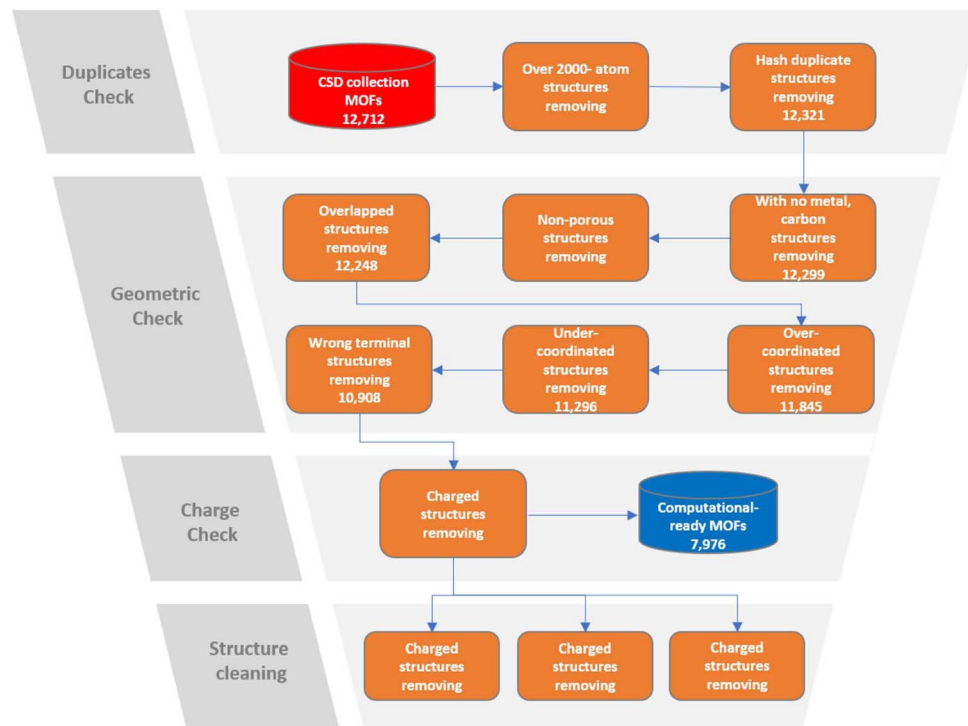 Duplicates
Check
CSD collection
MOFs
12,712
Over 2000- atom
structures
removing
Hash duplicate
structures
removing
12,321
Geometric
Check
Overlapped
structures
removing
12,248
Non-porous
structures
removing
With no metal,
carbon
structures
removing
12,299
Wrong terminal
structures
removing
10,908
Under-
coordinated
structures
removing
11,296
Over-
coordinated
structures
removing
11,845
Charge
Check
Charged
structures
removing
Computational-
ready MOFs
7,976
Structure
cleaning
Charged
structures
removing
Charged
structures
removing
Charged
structures
removing